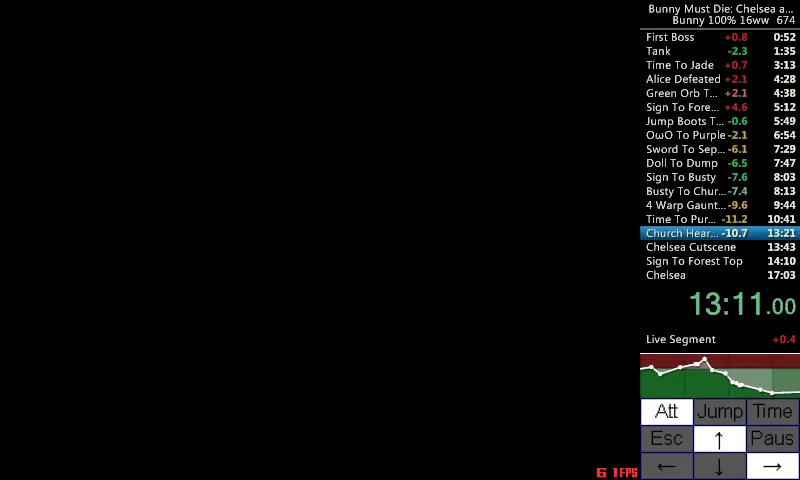 Bunny Must Die: Chelsea a...
Bunny 100% 16ww 674
First Boss +0.8 0:52
Tank -2.3 1:35
Time To Jade +0.7 3:13
Alice Defeated +2.1 4:28
Green Orb T... +2.1 4:38
Sign To Fore... +4.6 5:12
Jump Boots T... -0.6 5:49
OωO To Purple -2.1 6:54
Sword To Sep... -6.1 7:29
Doll To Dump -6.5 7:47
Sign To Busty -7.6 8:03
Busty To Chur... -7.4 8:13
4 Warp Gaunt... -9.6 9:44
Time To Pur... -11.2 10:41
Church Hear... -10.7 13:21
Chelsea Cutscene 13:43
Sign To Forest Top 14:10
Chelsea 17:03
13:11.00
Live Segment +0.4
Att Jump Time
Esc ↑ Paus
← ↓ →
61FPS